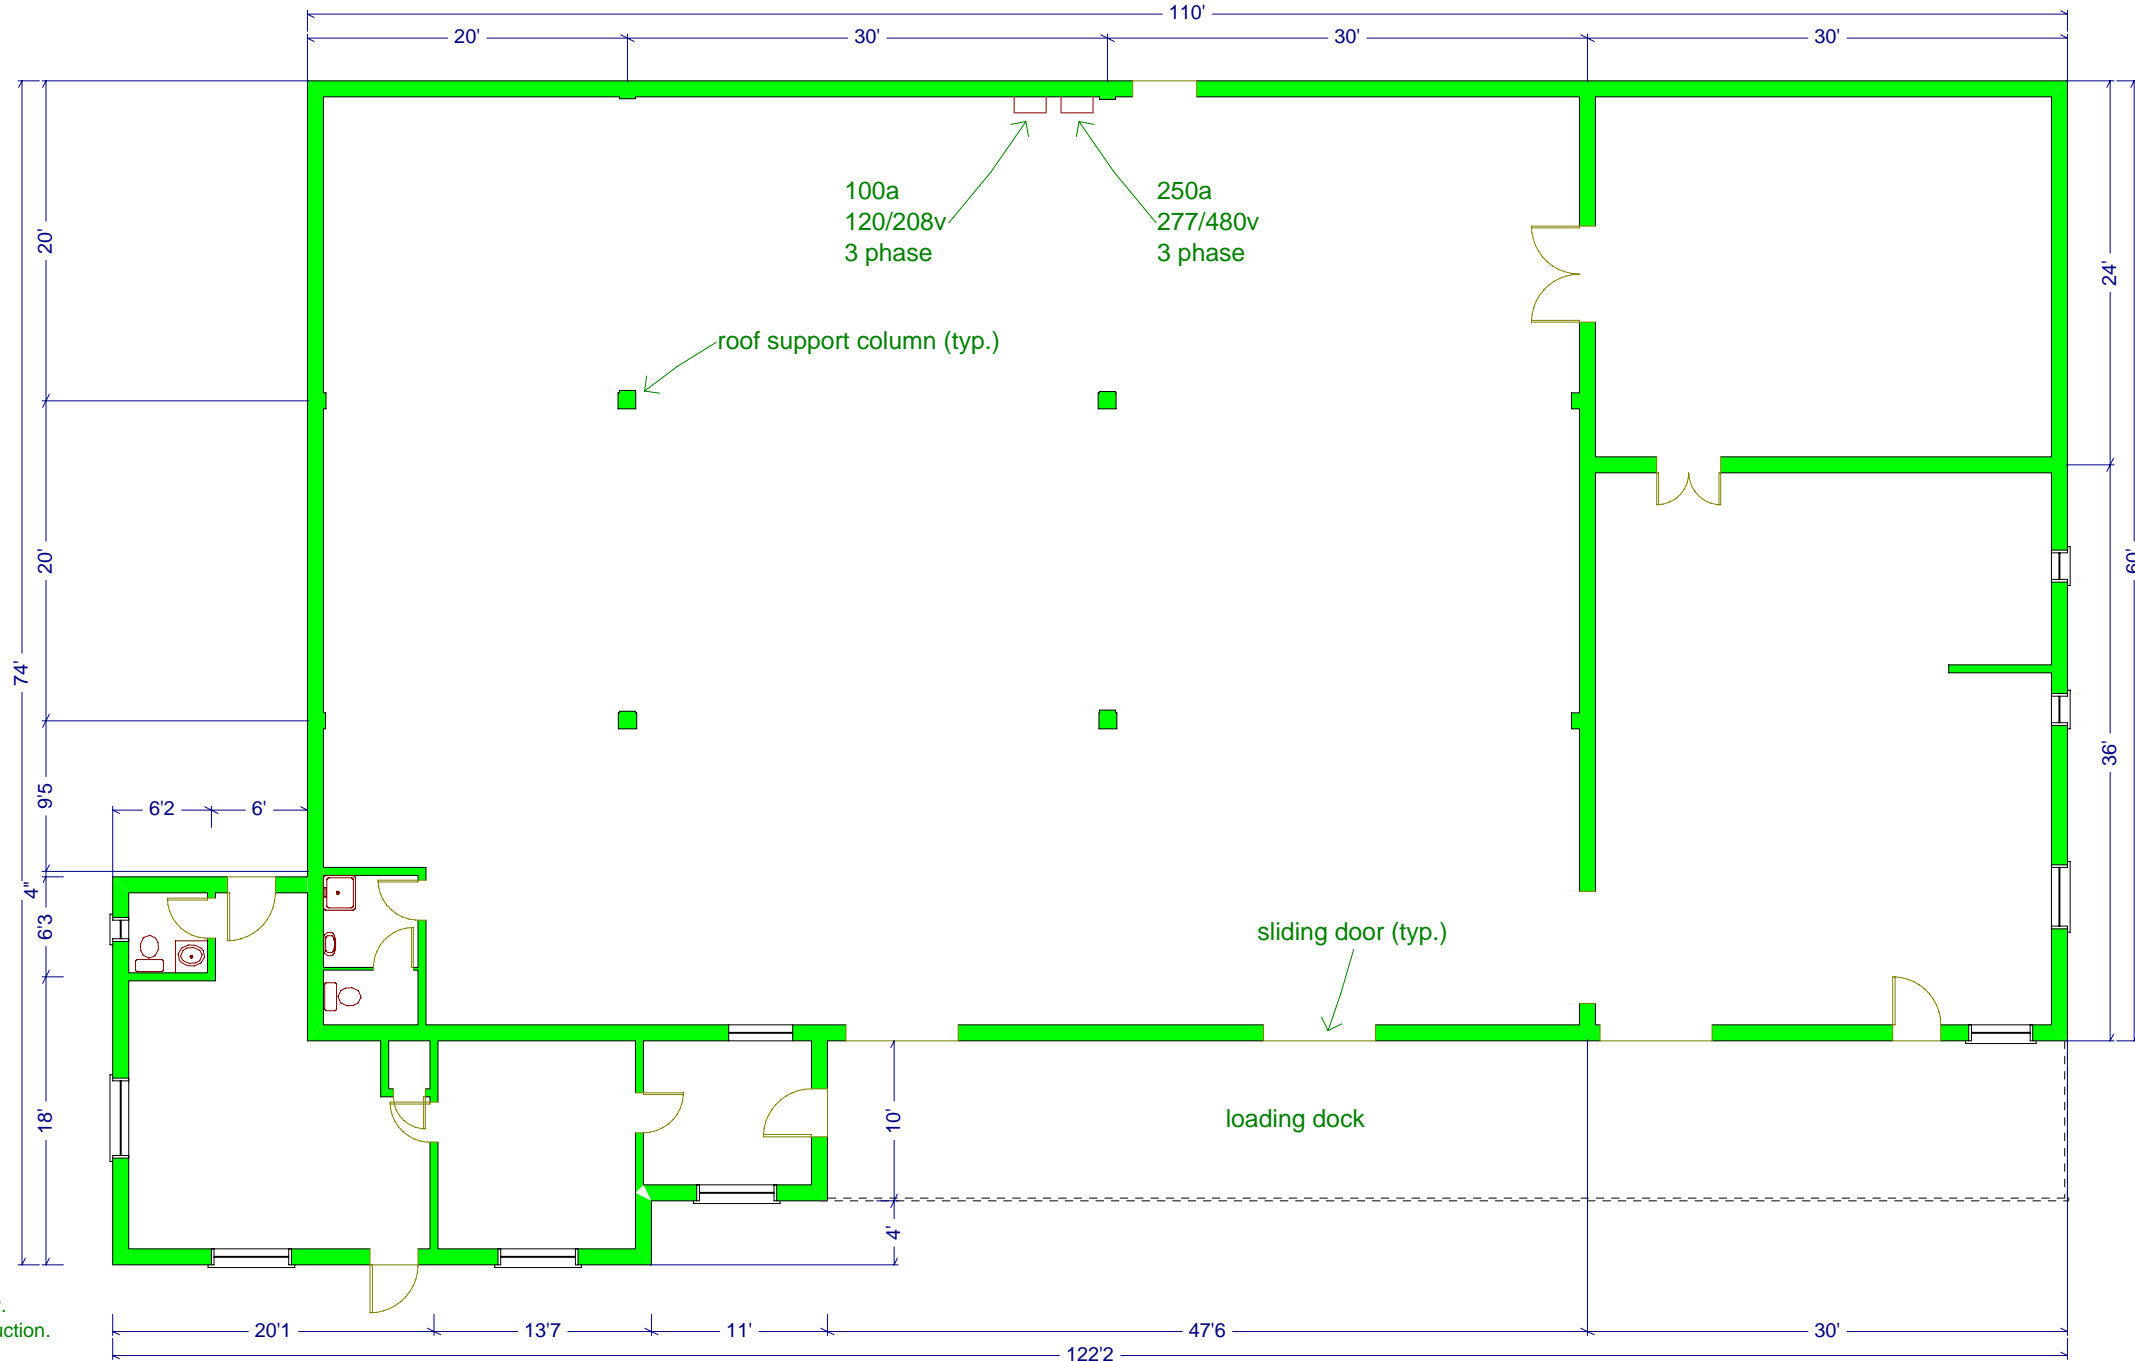 110'
20' 30' 30' 30'
100a
120/208v
3 phase
250a
277/480v
3 phase
20'
24'
roof support column (typ.)
20'
60'
74'
36'
9'5
6'2 6'
4"
6'3
sliding door (typ.)
18'
10'
loading dock
4'
20'1 13'7 11' 47'6 30'
122'2